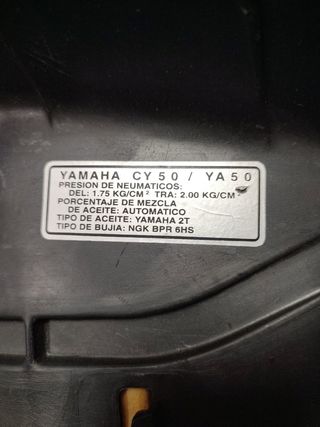 YAMAHA CY50 / YA50
PRESION DE NEUMATICOS:
DEL: 1.75 KG/CM² TRA: 2.00 KG/CM
PORCENTAJE DE MEZCLA
DE ACEITE: AUTOMATICO
TIPO DE ACEITE: YAMAHA 2T
TIPO DE BUJIA: NGK BPR 6HS